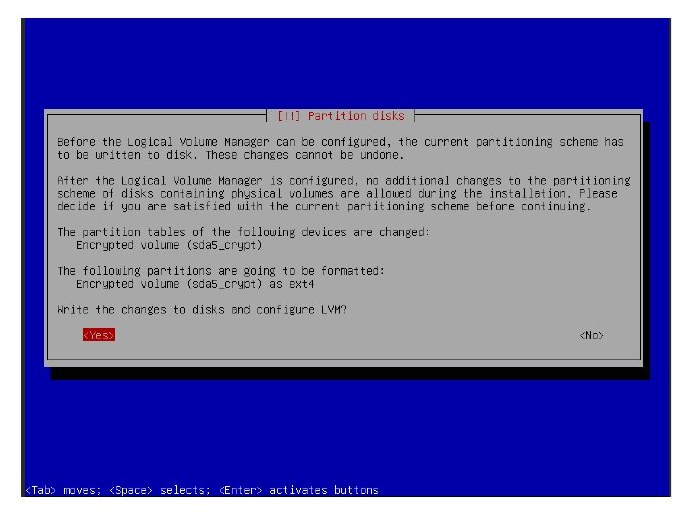 [!!] Partition disks
Before the Logical Volume Manager can be configured, the current partitioning scheme has
to be written to disk. These changes cannot be undone.
After the Logical Volume Manager is configured, no additional changes to the partitioning
scheme of disks containing physical volumes are allowed during the installation. Please
decide if you are satisfied with the current partitioning scheme before continuing.
The partition tables of the following devices are changed:
Encrypted volume (sda5_crypt)
The following partitions are going to be formatted:
Encrypted volume (sda5_crypt) as ext4
Write the changes to disks and configure LVM?
<Yes> <No>
<Tab> moves; <Space> selects; <Enter> activates buttons